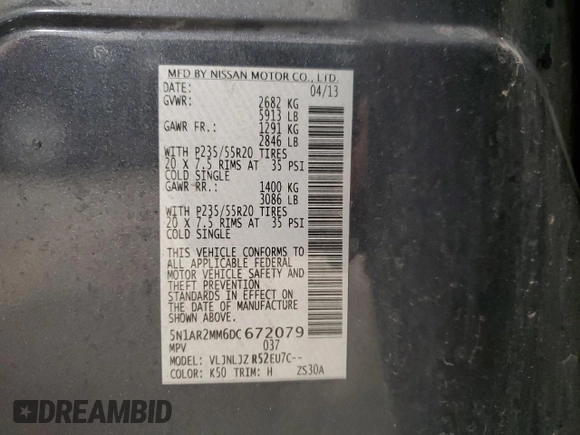 MFD BY NISSAN MOTOR CO., LTD.
DATE: 04/13
GVWR: 2682 KG
5913 LB
GAWR FR.: 1291 KG
2846 LB
WITH P235/55R20 TIRES
20 X 7.5 RIMS AT 35 PSI
COLD SINGLE
GAWR RR.: 1400 KG
3086 LB
WITH P235/55R20 TIRES
20 X 7.5 RIMS AT 35 PSI
COLD SINGLE
THIS VEHICLE CONFORMS TO
ALL APPLICABLE FEDERAL
MOTOR VEHICLE SAFETY AND
THEFT PREVENTION
STANDARDS IN EFFECT ON
THE DATE OF MANUFACTURE
SHOWN ABOVE.
5N1AR2MM6DC672079
MPV 037
MODEL: VLJNLJZ RS2EU7C--
COLOR: K50 TRIM: H ZS30A
DREAMBID